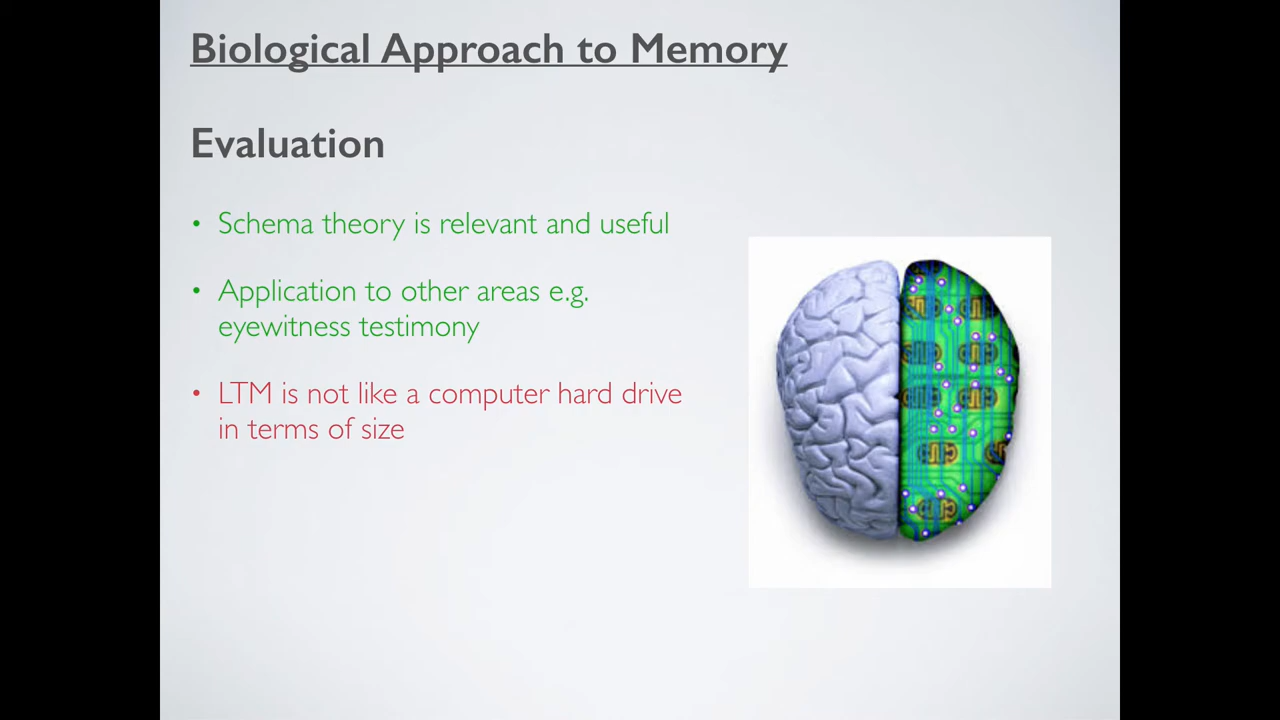 Biological Approach to Memory
Evaluation
• Schema theory is relevant and useful
• Application to other areas e.g.
eyewitness testimony
• LTM is not like a computer hard drive
in terms of size